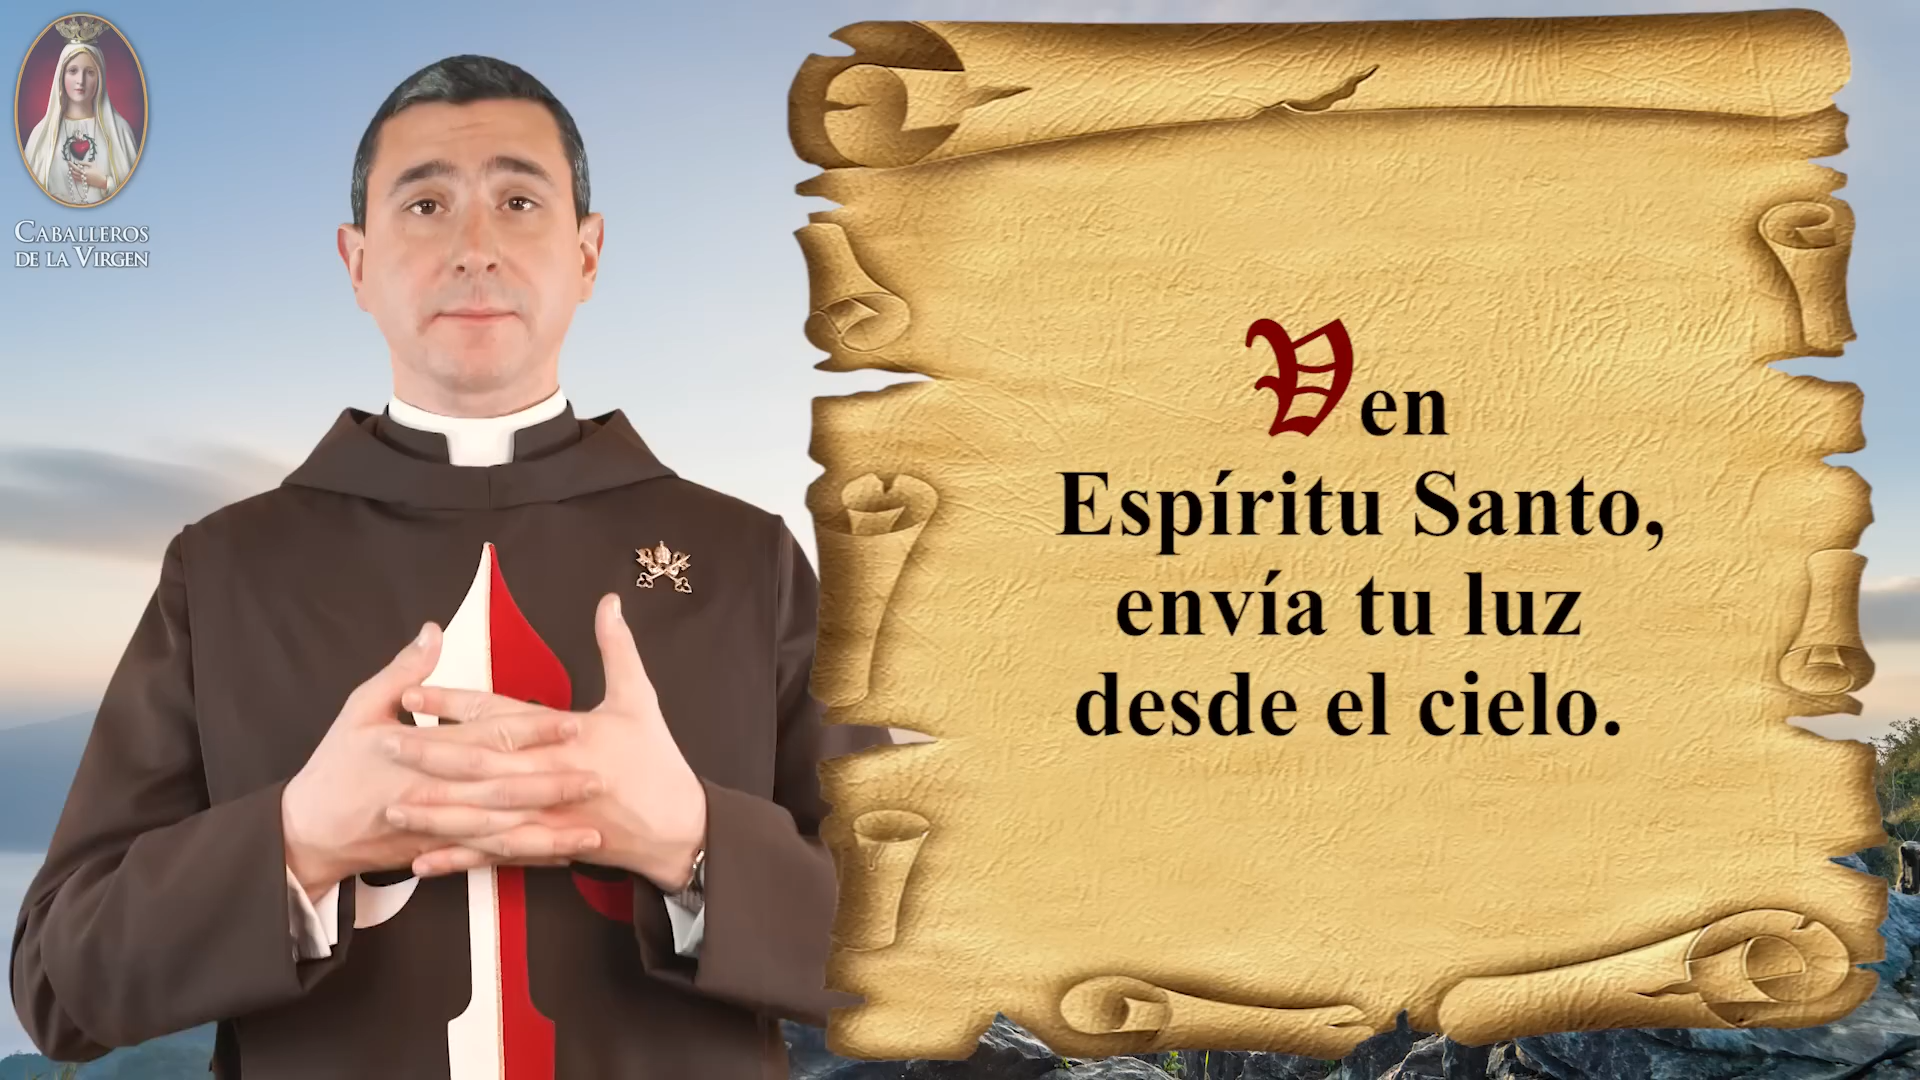 CABALLEROS
DE LA VIRGEN
Ven
Espíritu Santo,
envía tu luz
desde el cielo.